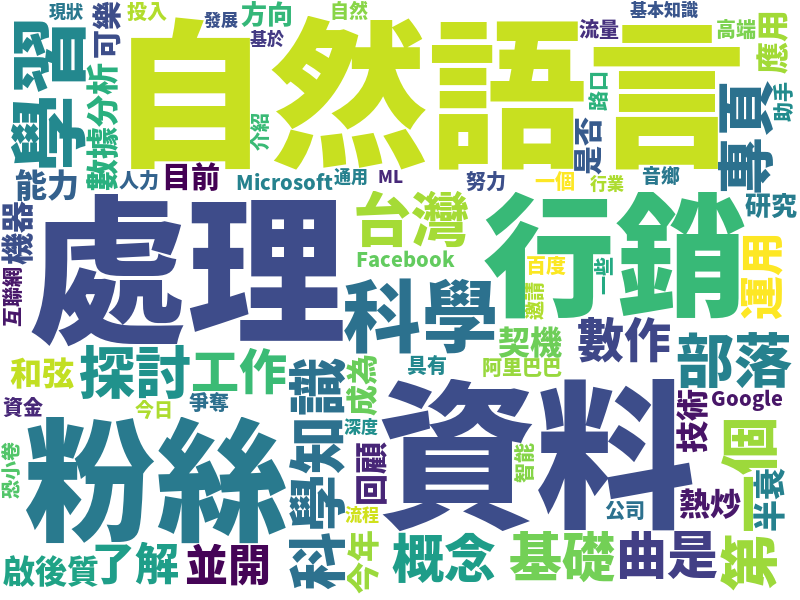 現狀
投入
發展
方向
自然
基本知識
流量
高端
可樂
基於
應用
學習
自然語言
路口
助手
專頁
數據分析
介紹
是否
能力
人力
目前
Microsoft
通用
ML
努力
一個
行業
音鄉
研究
機器
處理
台灣
行銷
運用
Facebook
百度
一些
邀請
互聯網
科學
契機
數作
部落
和弦
探討
工作
科學知識
成為
具有
阿里巴巴
資金
今日
爭奪
資料
技術
Google
深度
一個
恐小卷
粉絲
回顧
智能
熱炒
半衰
流程
公司
啟後質
了解
並開
今年
概念
基礎
曲是
第